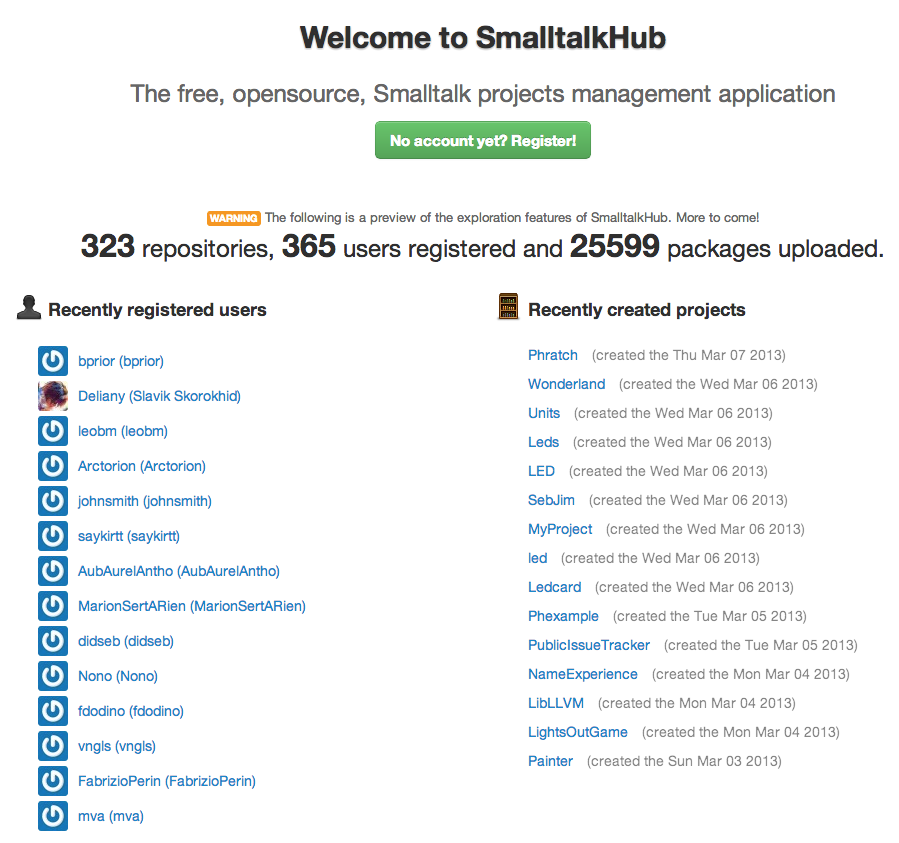 Welcome to SmalltalkHub
The free, opensource, Smalltalk projects management application
No account yet? Register!
WARNING The following is a preview of the exploration features of SmalltalkHub. More to come!
323 repositories, 365 users registered and 25599 packages uploaded.
Recently registered users
bprior (bprior)
Deliany (Slavik Skorokhid)
leobm (leobm)
Arctorion (Arctorion)
johnsmith (johnsmith)
saykirtt (saykirtt)
AubAurelAntho (AubAurelAntho)
MarionSertARien (MarionSertARien)
didseb (didseb)
Nono (Nono)
fdodino (fdodino)
vngls (vngls)
FabrizioPerin (FabrizioPerin)
mva (mva)
Recently created projects
Phratch (created the Thu Mar 07 2013)
Wonderland (created the Wed Mar 06 2013)
Units (created the Wed Mar 06 2013)
Leds (created the Wed Mar 06 2013)
LED (created the Wed Mar 06 2013)
SebJim (created the Wed Mar 06 2013)
MyProject (created the Wed Mar 06 2013)
led (created the Wed Mar 06 2013)
Ledcard (created the Wed Mar 06 2013)
Phexample (created the Tue Mar 05 2013)
PublicIssueTracker (created the Tue Mar 05 2013)
NameExperience (created the Mon Mar 04 2013)
LibLLVM (created the Mon Mar 04 2013)
LightsOutGame (created the Mon Mar 04 2013)
Painter (created the Sun Mar 03 2013)